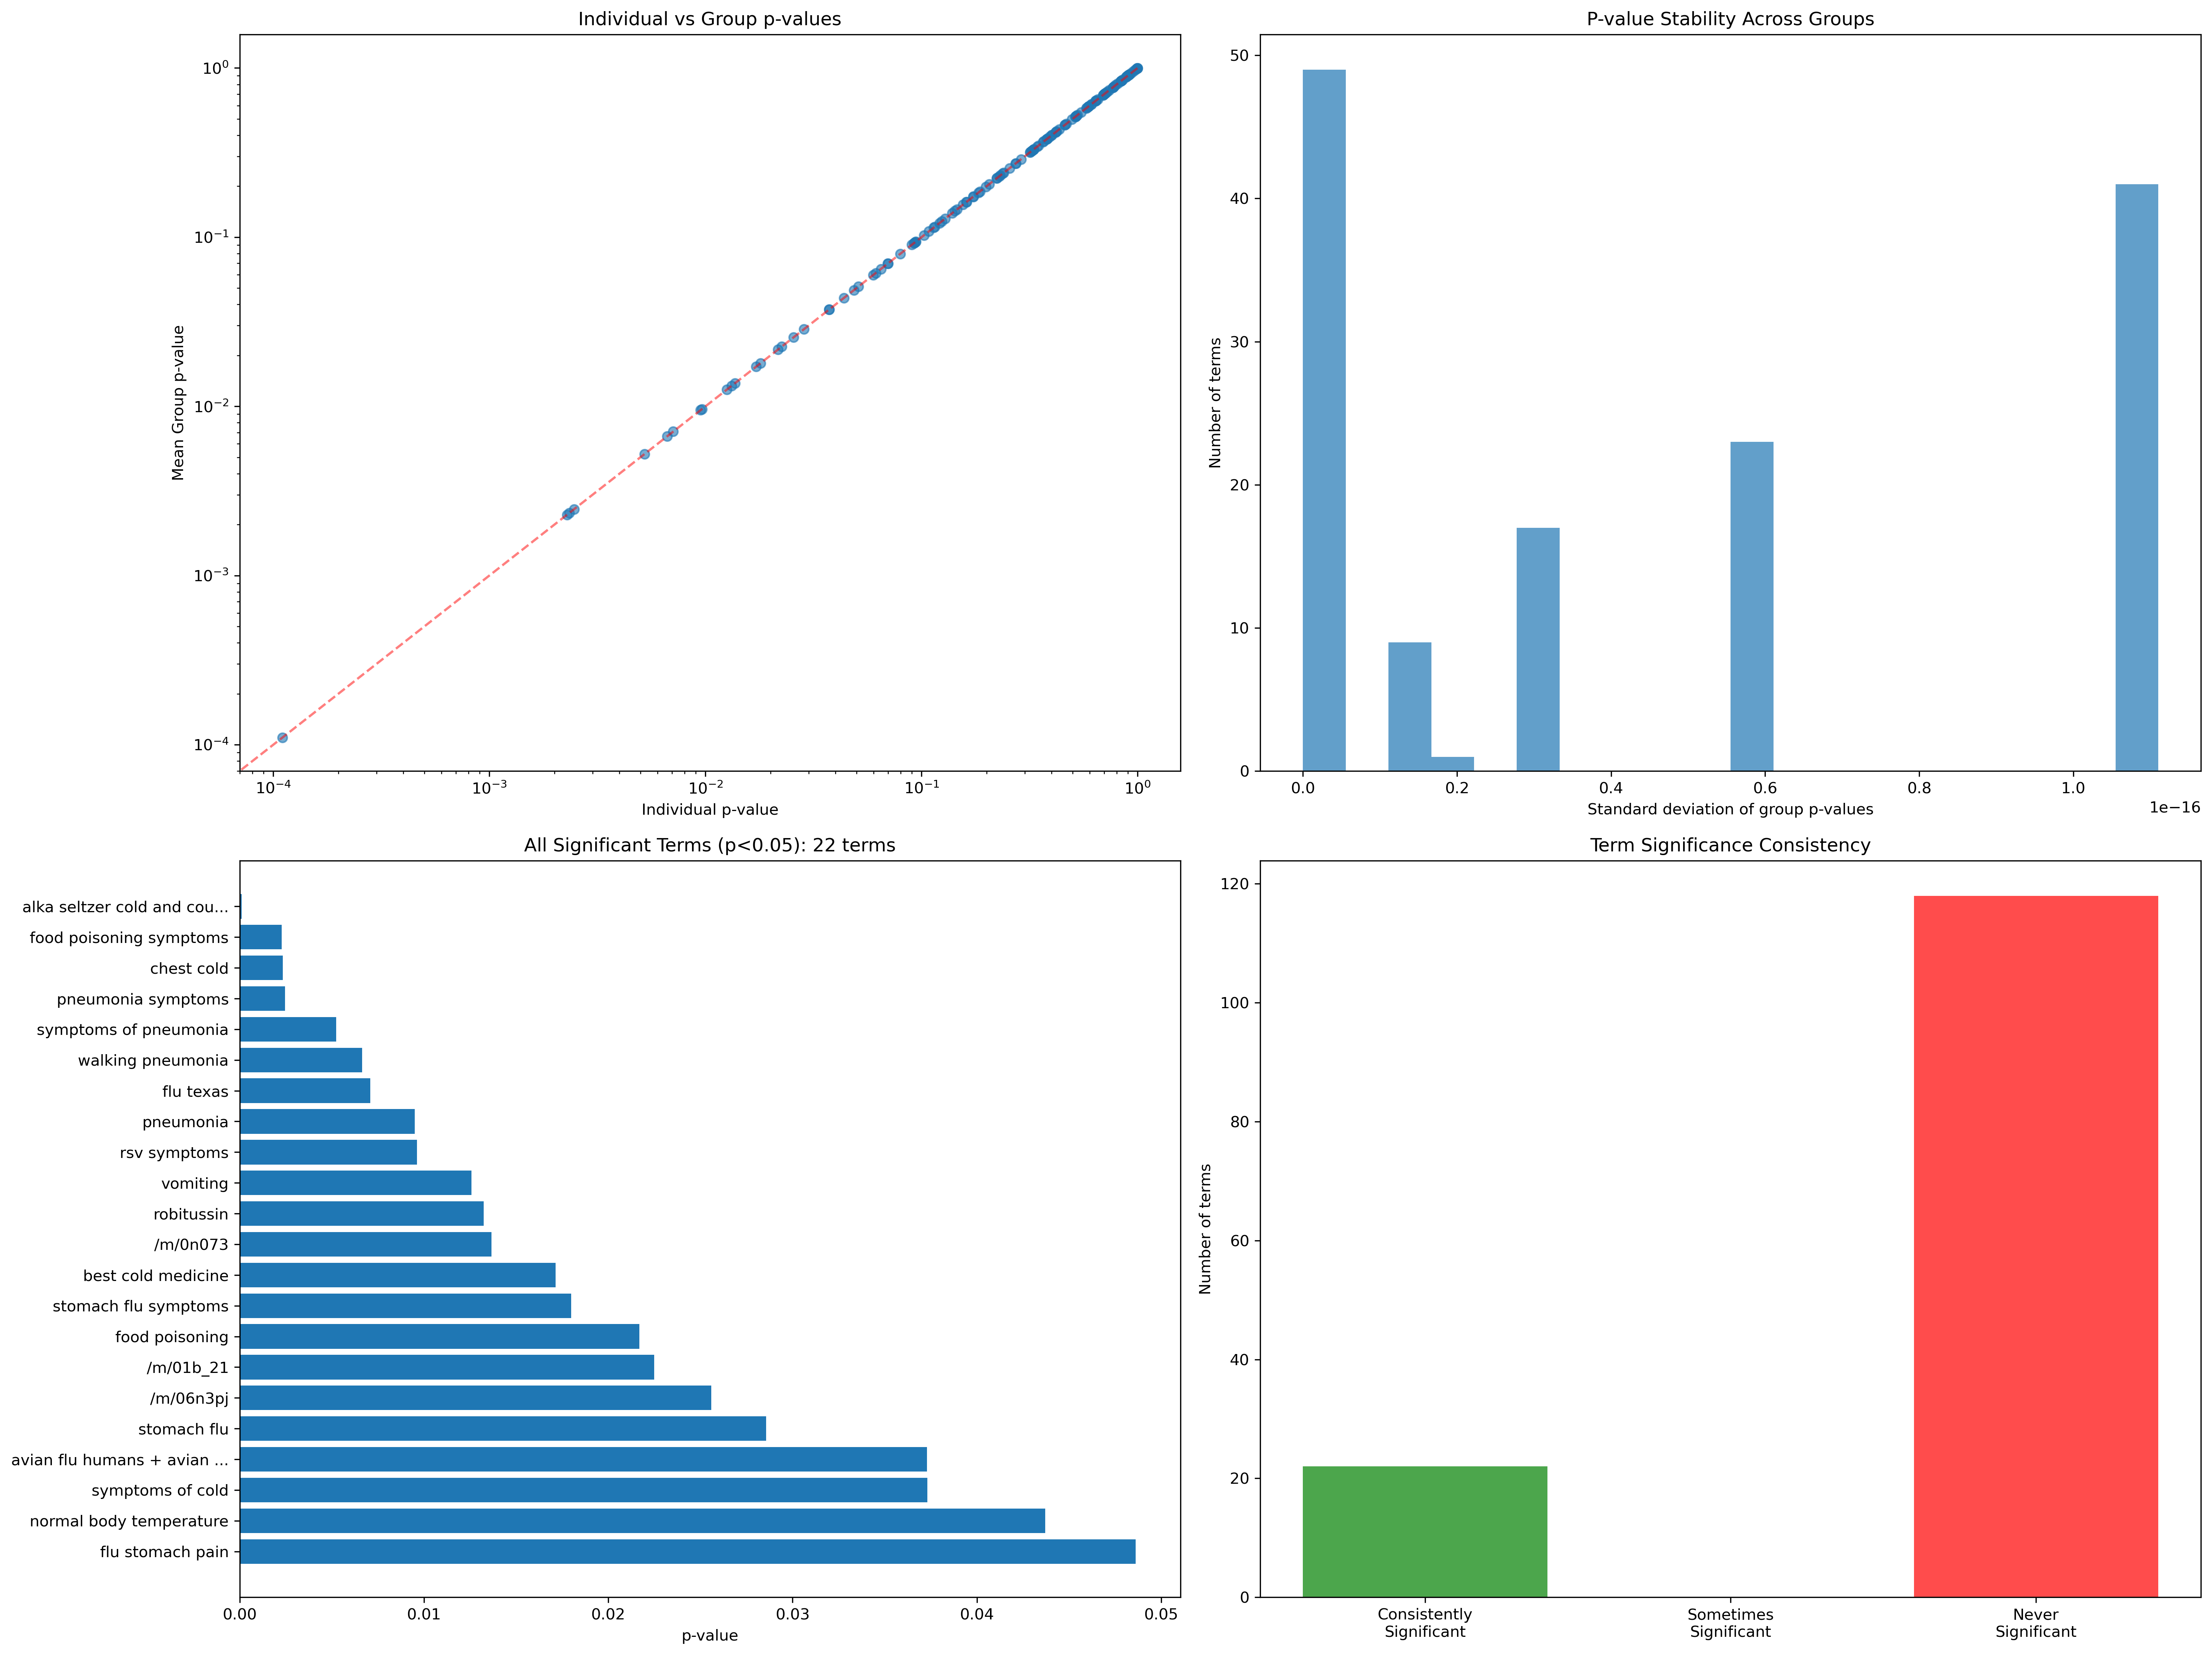 Individual vs Group p-values
10⁰
10⁻¹
10⁻²
10⁻³
10⁻⁴
Mean Group p-value
10⁻⁴ 10⁻³ 10⁻² 10⁻¹ 10⁰
Individual p-value
P-value Stability Across Groups
50
40
30
20
10
0
Number of terms
0.0 0.2 0.4 0.6 0.8 1.0
1e−16
Standard deviation of group p-values
All Significant Terms (p<0.05): 22 terms
alka seltzer cold and cou...
food poisoning symptoms
chest cold
pneumonia symptoms
symptoms of pneumonia
walking pneumonia
flu texas
pneumonia
rsv symptoms
vomiting
robitussin
/m/0n073
best cold medicine
stomach flu symptoms
food poisoning
/m/01b_21
/m/06n3pj
stomach flu
avian flu humans + avian ...
symptoms of cold
normal body temperature
flu stomach pain
0.00 0.01 0.02 0.03 0.04 0.05
p-value
Term Significance Consistency
120
100
80
60
40
20
0
Number of terms
Consistently
Significant
Sometimes
Significant
Never
Significant